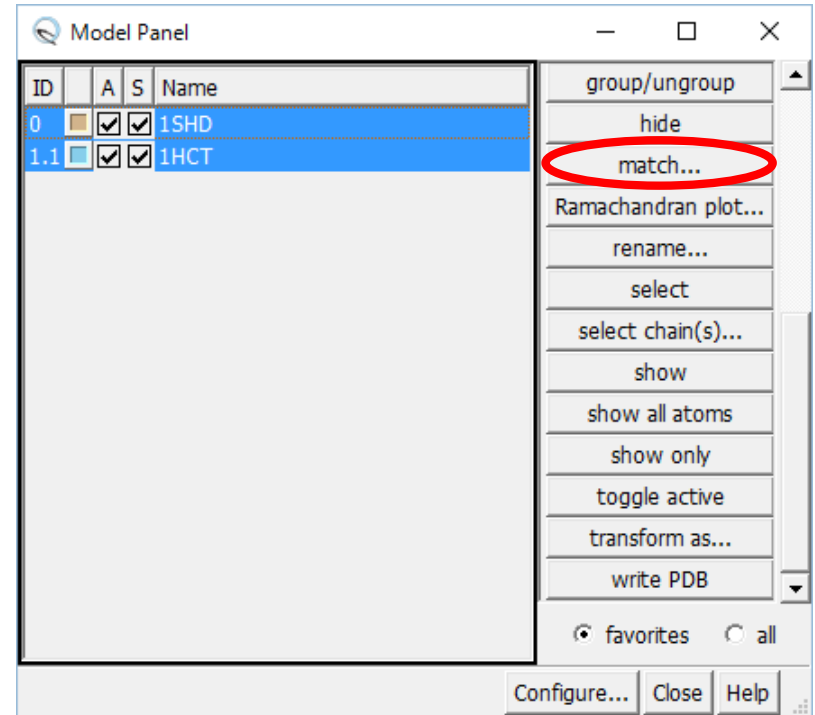 Model Panel
ID A S Name
0 1SHD
1.1 1HCT
group/ungroup
hide
match...
Ramachandran plot...
rename...
select
select chain(s)...
show
show all atoms
show only
toggle active
transform as...
write PDB
favorites all
Configure... Close Help